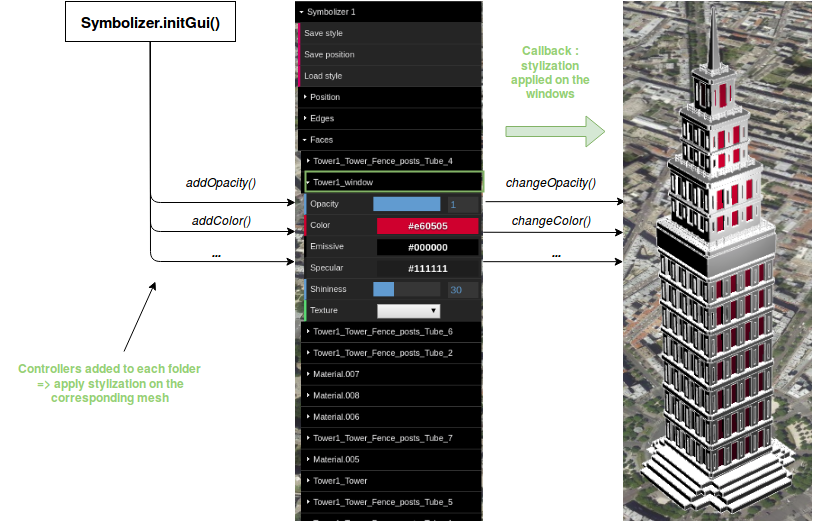 Symbolizer.initGui()
Symbolizer 1
Save style
Save position
Load style
Position
Edges
Faces
Tower1_Tower_Fence_posts_Tube_4
Tower1_window
Opacity 1
Color #e60505
Emissive #000000
Specular #111111
Shininess 30
Texture
Tower1_Tower_Fence_posts_Tube_6
Tower1_Tower_Fence_posts_Tube_2
Material.007
Material.008
Material.006
Tower1_Tower_Fence_posts_Tube_7
Material.005
Tower1_Tower
Tower1_Tower_Fence_posts_Tube_5
addOpacity()
addColor()
...
Controllers added to each folder
=> apply stylization on the
corresponding mesh
Callback :
stylization
applied on the
windows
changeOpacity()
changeColor()
...